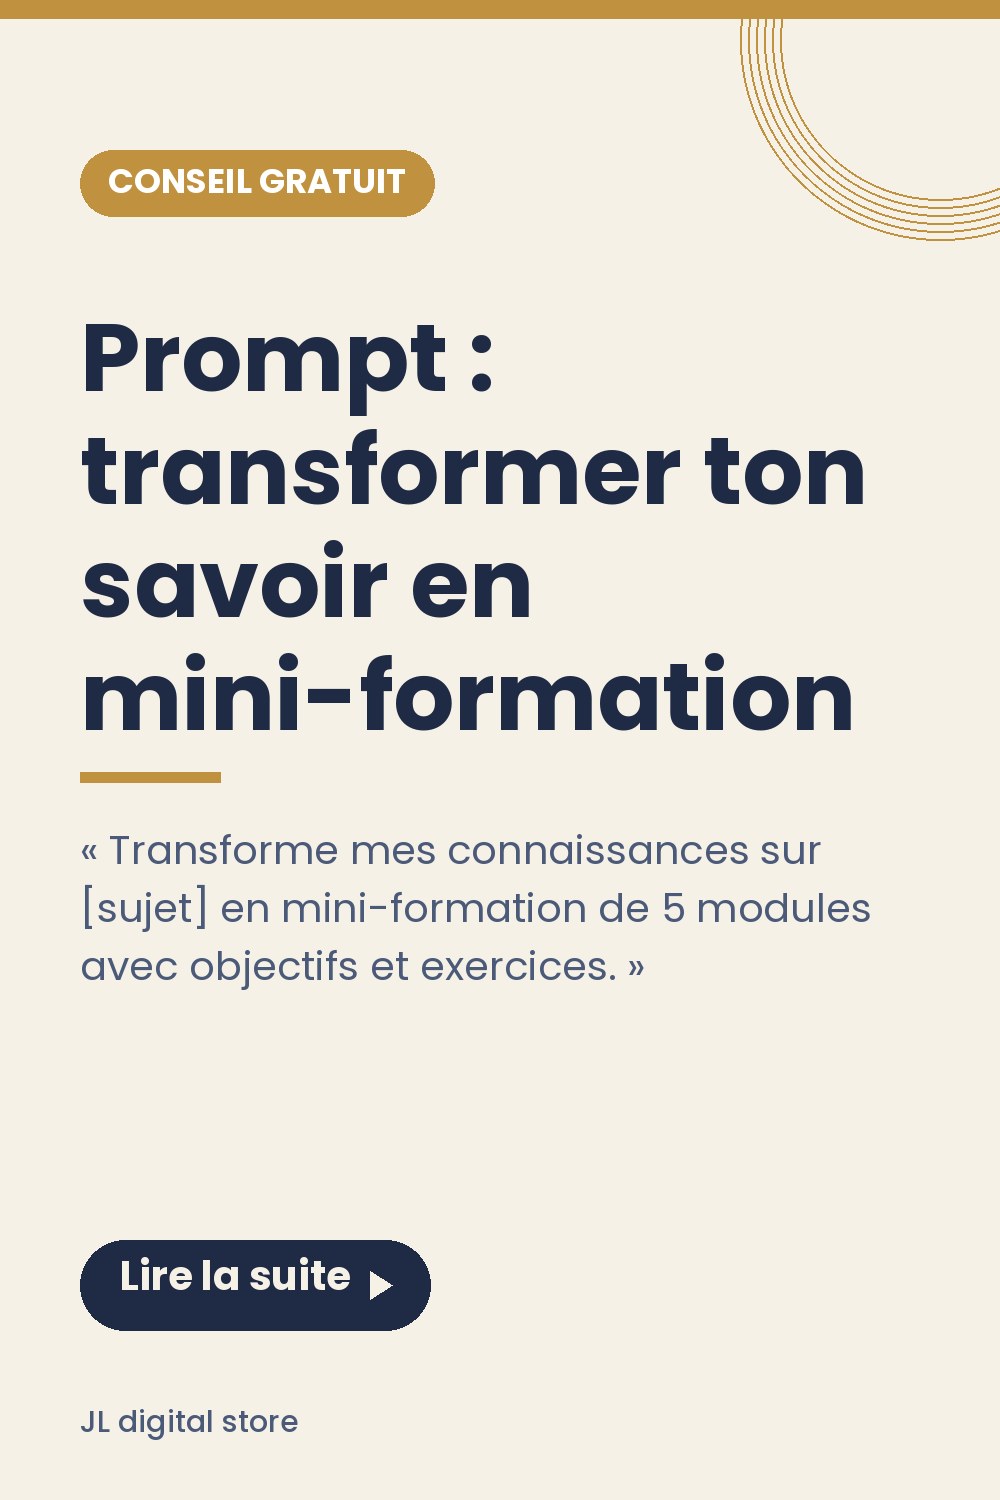 CONSEIL GRATUIT
Prompt :
transformer ton
savoir en
mini-formation
« Transforme mes connaissances sur
[sujet] en mini-formation de 5 modules
avec objectifs et exercices. »
Lire la suite
JL digital store